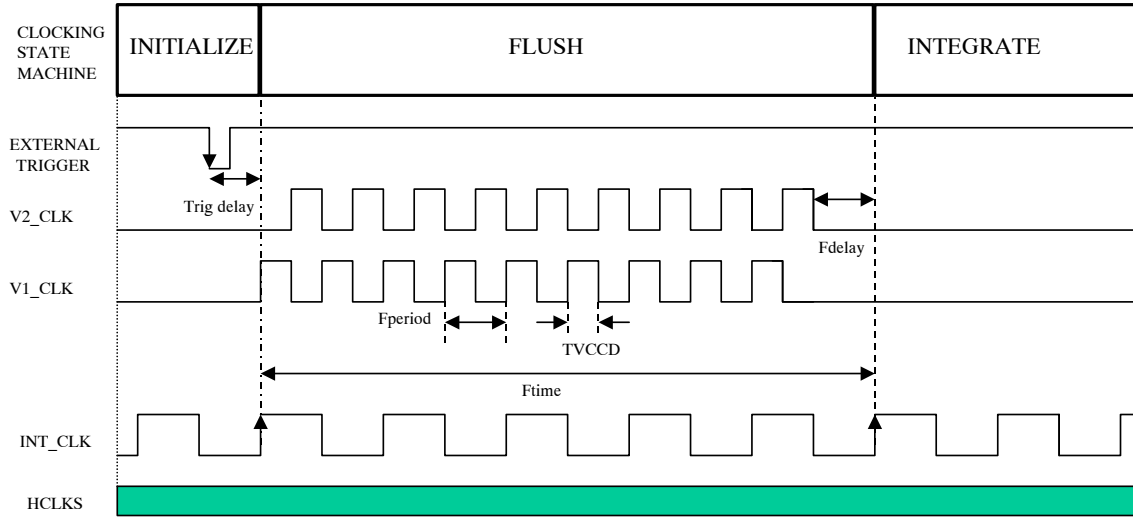 CLOCKING
STATE
MACHINE
INITIALIZE
FLUSH
INTEGRATE
EXTERNAL
TRIGGER
Trig delay
V2_CLK
Fdelay
V1_CLK
Fperiod
TVCCD
Ftime
INT_CLK
HCLKS